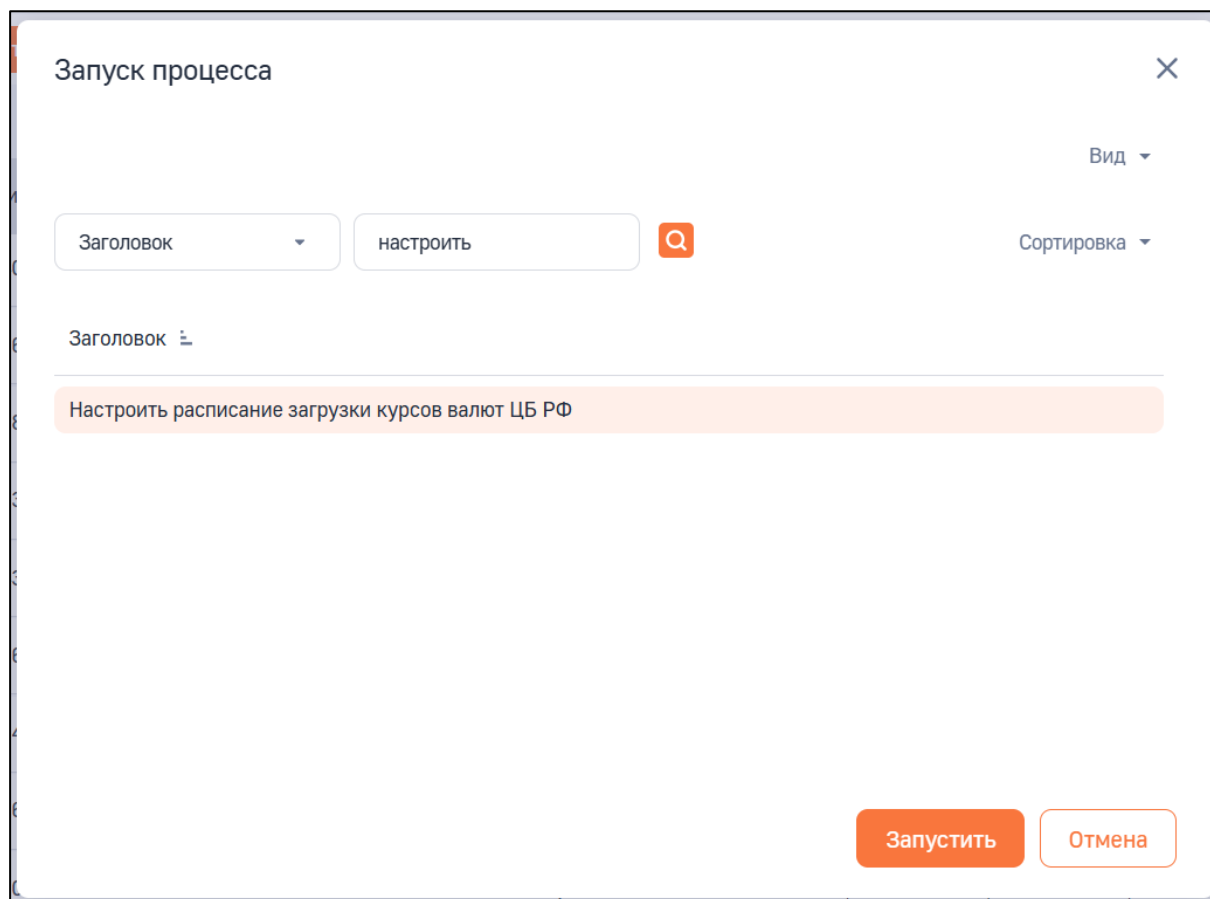 Запуск процесса
Вид
Заголовок настроить Сортировка
Заголовок
Настроить расписание загрузки курсов валют ЦБ РФ
Запустить Отмена